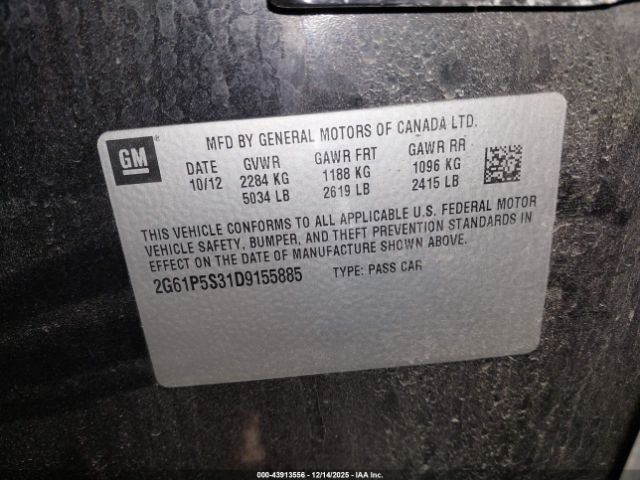 GM®
MFD BY GENERAL MOTORS OF CANADA LTD.
DATE GVWR GAWR FRT GAWR RR
10/12 2284 KG 1188 KG 1096 KG
5034 LB 2619 LB 2415 LB
THIS VEHICLE CONFORMS TO ALL APPLICABLE U.S. FEDERAL MOTOR
VEHICLE SAFETY, BUMPER, AND THEFT PREVENTION STANDARDS IN
EFFECT ON THE DATE OF MANUFACTURE SHOWN ABOVE.
2G61P5S31D9155885 TYPE: PASS CAR
000-43913556 - 12/14/2025 - IAA Inc.